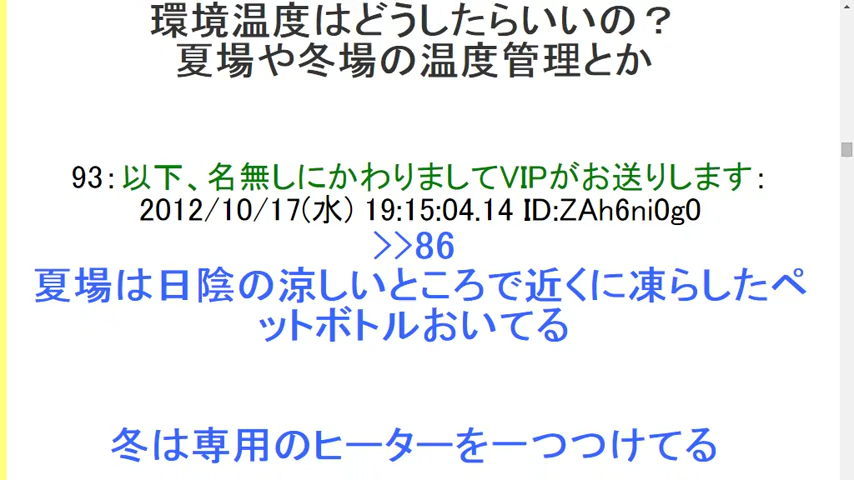 環境温度はどうしたらいいの？
夏場や冬場の温度管理とか
93：以下、名無しにかわりましてVIPがお送りします：
2012/10/17(水) 19:15:04.14 ID:ZAh6ni0g0
>>86
夏場は日陰の涼しいところで近くに凍らしたペ
ットボトルおいてる
冬は専用のヒーターを一つつけてる